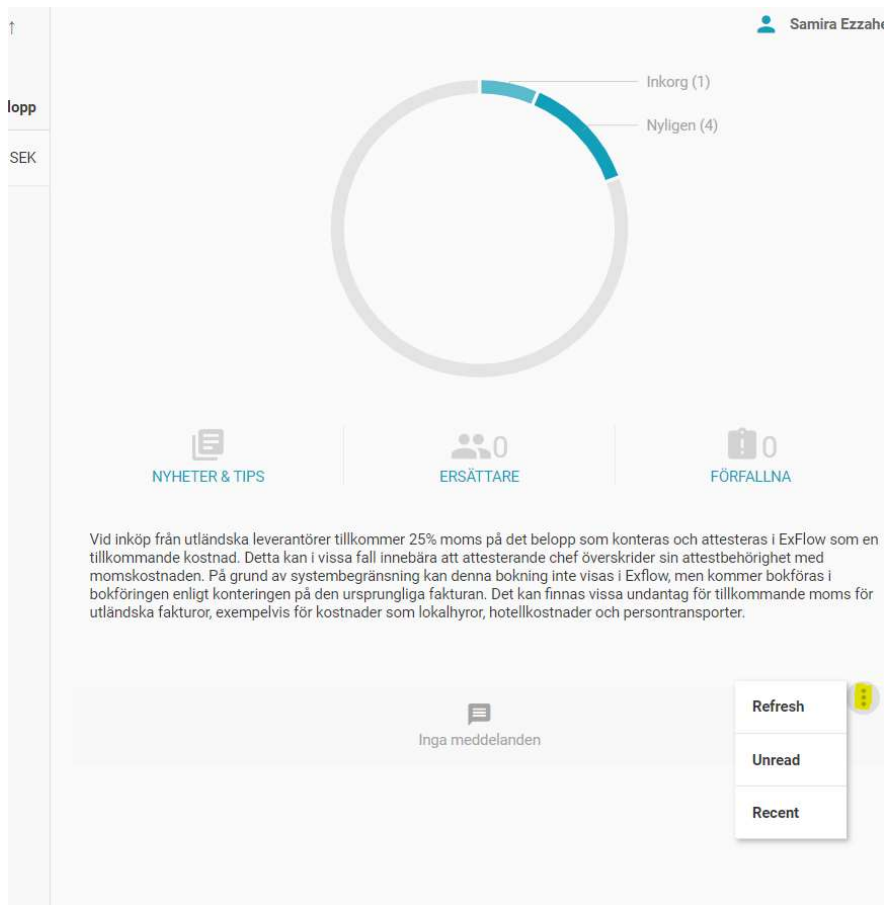 ↑
Samira Ezzahe
lopp
SEK
Inkorg (1)
Nyligen (4)
0
0
NYHETER & TIPS
ERSÄTTARE
FÖRFALLNA
Vid inköp från utländska leverantörer tillkommer 25% moms på det belopp som konteras och attesteras i ExFlow som en
tillkommande kostnad. Detta kan i vissa fall innebära att attesterande chef överskrider sin attestbehörighet med
momskostnaden. På grund av systembegränsning kan denna bokning inte visas i Exflow, men kommer bokföras i
bokföringen enligt konteringen på den ursprungliga fakturan. Det kan finnas vissa undantag för tillkommande moms för
utländska fakturor, exempelvis för kostnader som lokalhyror, hotellkostnader och persontransporter.
Inga meddelanden
Refresh
Unread
Recent